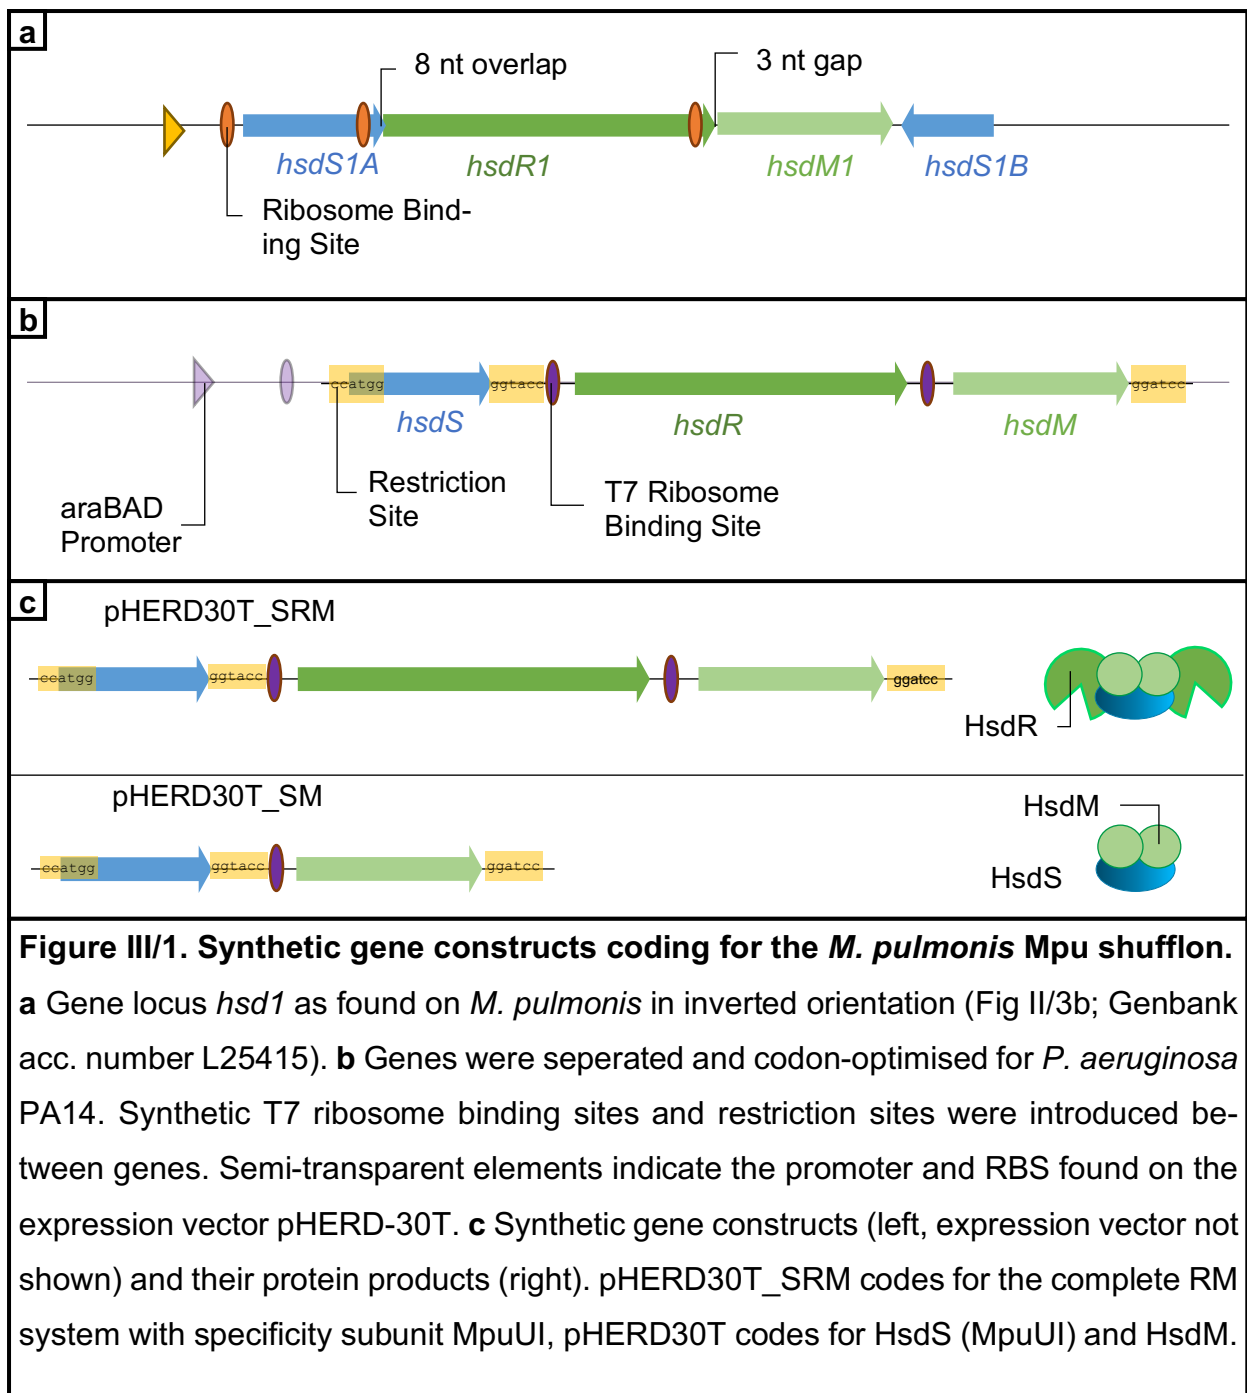 a
8 nt overlap
3 nt gap
hsdS1A
hsdR1
hsdM1
hsdS1B
Ribosome Bind-
ing Site
b
ccatgg
ggtacc
ggatcc
hsdS
hsdR
hsdM
araBAD
Promoter
Restriction
Site
T7 Ribosome
Binding Site
c
pHERD30T_SRM
ccatgg
ggtacc
ggatcc
HsdR
pHERD30T_SM
HsdM
ccatgg
ggtacc
ggatcc
HsdS
Figure III/1. Synthetic gene constructs coding for the M. pulmonis Mpu shufflon.
a Gene locus hsd1 as found on M. pulmonis in inverted orientation (Fig II/3b; Genbank
acc. number L25415). b Genes were seperated and codon-optimised for P. aeruginosa
PA14. Synthetic T7 ribosome binding sites and restriction sites were introduced be-
tween genes. Semi-transparent elements indicate the promoter and RBS found on the
expression vector pHERD-30T. c Synthetic gene constructs (left, expression vector not
shown) and their protein products (right). pHERD30T_SRM codes for the complete RM
system with specificity subunit MpuUI, pHERD30T codes for HsdS (MpuUI) and HsdM.